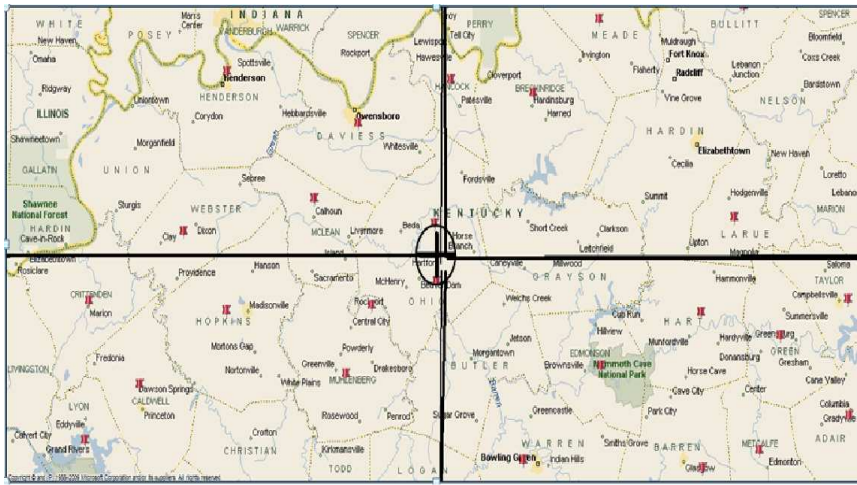 INDIANA
WHITE
Marrs Center
POSEY
VANDERBURGH
WARRICK
SPENCER
PERRY
MEADE
BULLITT
SPENCER
New Haven
Omaha
Spottsville
Rockport
Tell City
Muldraugh
Fort Knox
Bloomfield
Coxs Creek
Henderson
Cloverport
Irvington
Flaherty
Radcliff
Lebanon Junction
Bardstown
Ridgway
Uniontown
HENDERSON
HANCOCK
BRECKINRIDGE
Hardinsburg
Vine Grove
NELSON
ILLINOIS
Corydon
Hebbardsville
Owensboro
Patesville
Harned
Shawneetown
Morganfield
DAVIESS
Whitesville
HARDIN
Elizabethtown
GALLATIN
UNION
Green
Cecilia
New Haven
Sebree
Fordsville
Loretto
Shawnee National Forest
Sturgis
WEBSTER
Calhoun
Summit
Hodgenville
MARION
HARDIN
Cave-in-Rock
Clay
Dixon
MCLEAN
Livermore
Beda
KENTUCKY
Horse Branch
Short Creek
Clarkson
Leitchfield
Upton
LARUE
Magnolia
Elizabethtown
Rosiclare
Providence
Hanson
Island
Sacramento
McHenry
Beaver Dam
Caneyville
Millwood
GRAYSON
Hammonville
Saloma
TAYLOR
CRITTENDEN
Marion
HOPKINS
Madisonville
Rockport
Central City
OHIO
Welchs Creek
Cub Run
HART
Campbellsville
Summersville
Mortons Gap
Powderly
Jetson
Hillview
Munfordville
Hardyville
Greensburg
LIVINGSTON
Fredonia
Nortonville
Greenville
Drakesboro
Morgantown
EDMONSON
Donansburg
GREEN
Gresham
BUTLER
Brownsville
Mammoth Cave National Park
Horse Cave
Dawson Springs
White Plains
MUHLENBERG
Cave City
Center
Cane Valley
LYON
CALDWELL
Princeton
Rosewood
Penrod
Sugar Grove
Barren
Greencastle
Park City
Columbia
Gradyville
Calvert City
Eddyville
Grand Rivers
Crofton
CHRISTIAN
Kirkmansville
TODD
LOGAN
WARREN
Bowling Green
Indian Hills
Smiths Grove
BARREN
Glasgow
METCALFE
Edmonton
ADAIR